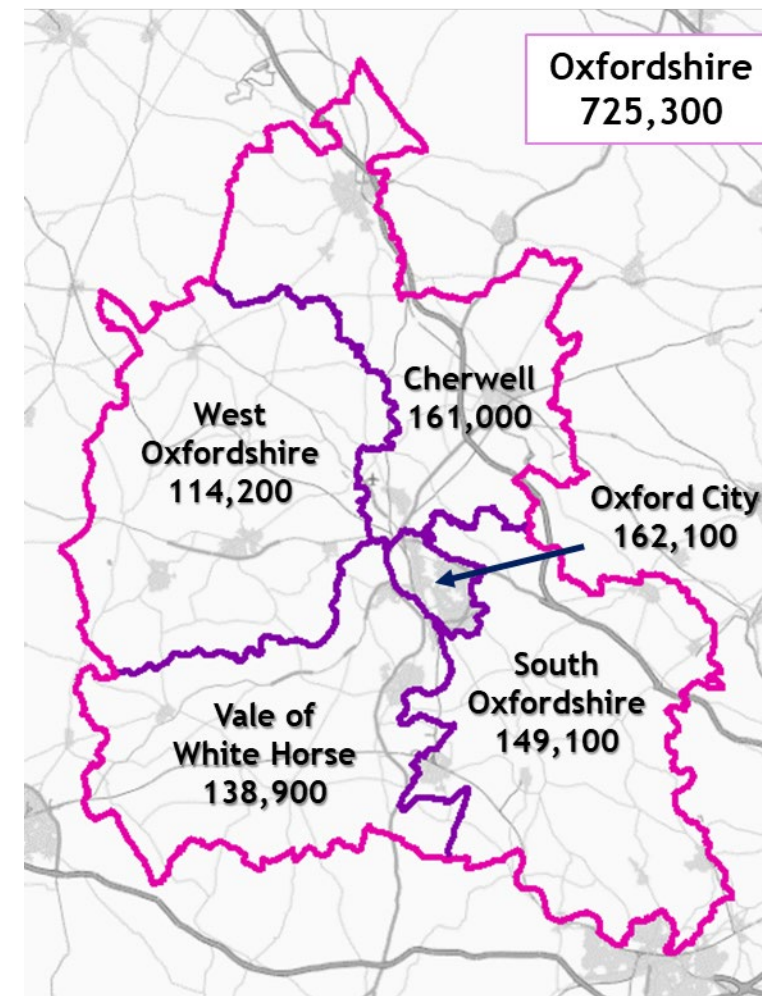 Oxfordshire
725,300
Cherwell
161,000
West
Oxfordshire
114,200
Oxford City
162,100
South
Oxfordshire
149,100
Vale of
White Horse
138,900